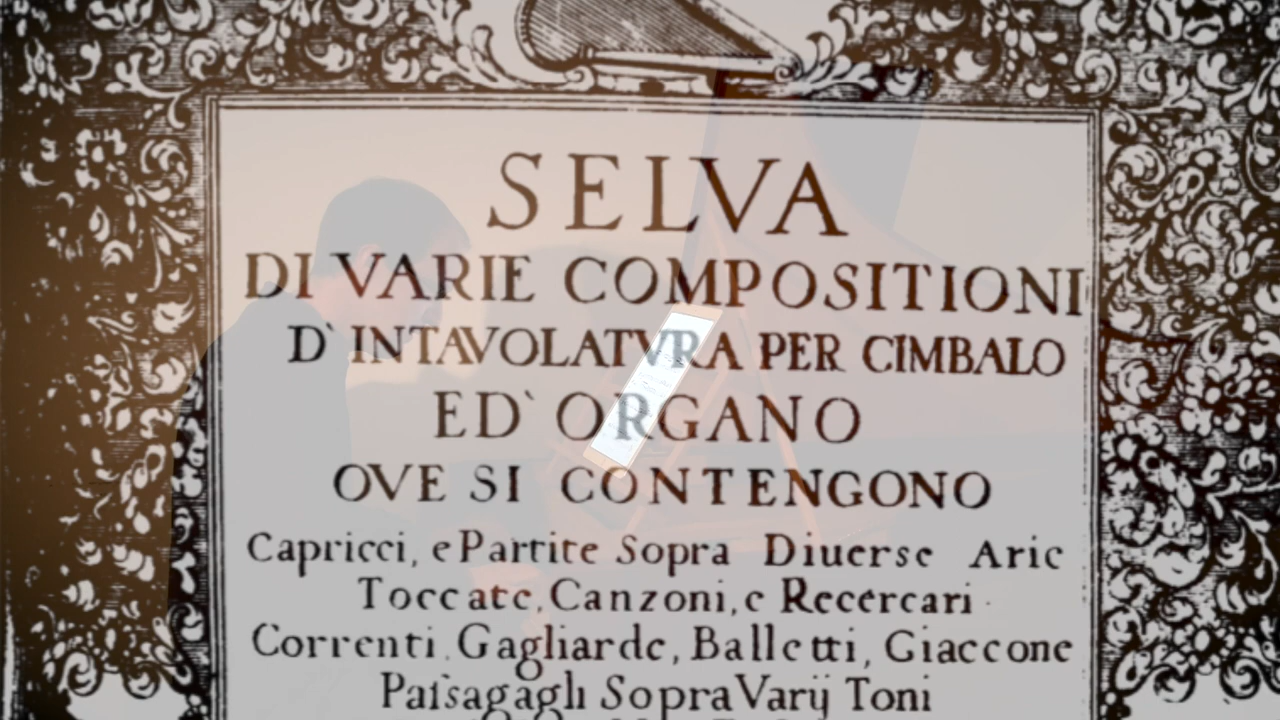 SELVA
DI VARIE COMPOSITIONI
D` INTAVOLATVRA PER CIMBALO
ED` ORGANO
OVE SI CONTENGONO
Capricci, e Partite Sopra Diuerse Arie
Toccate, Canzoni, e Recercari
Correnti, Gagliarde, Balletti, Giaccone
Passagagli Sopra Varij Toni